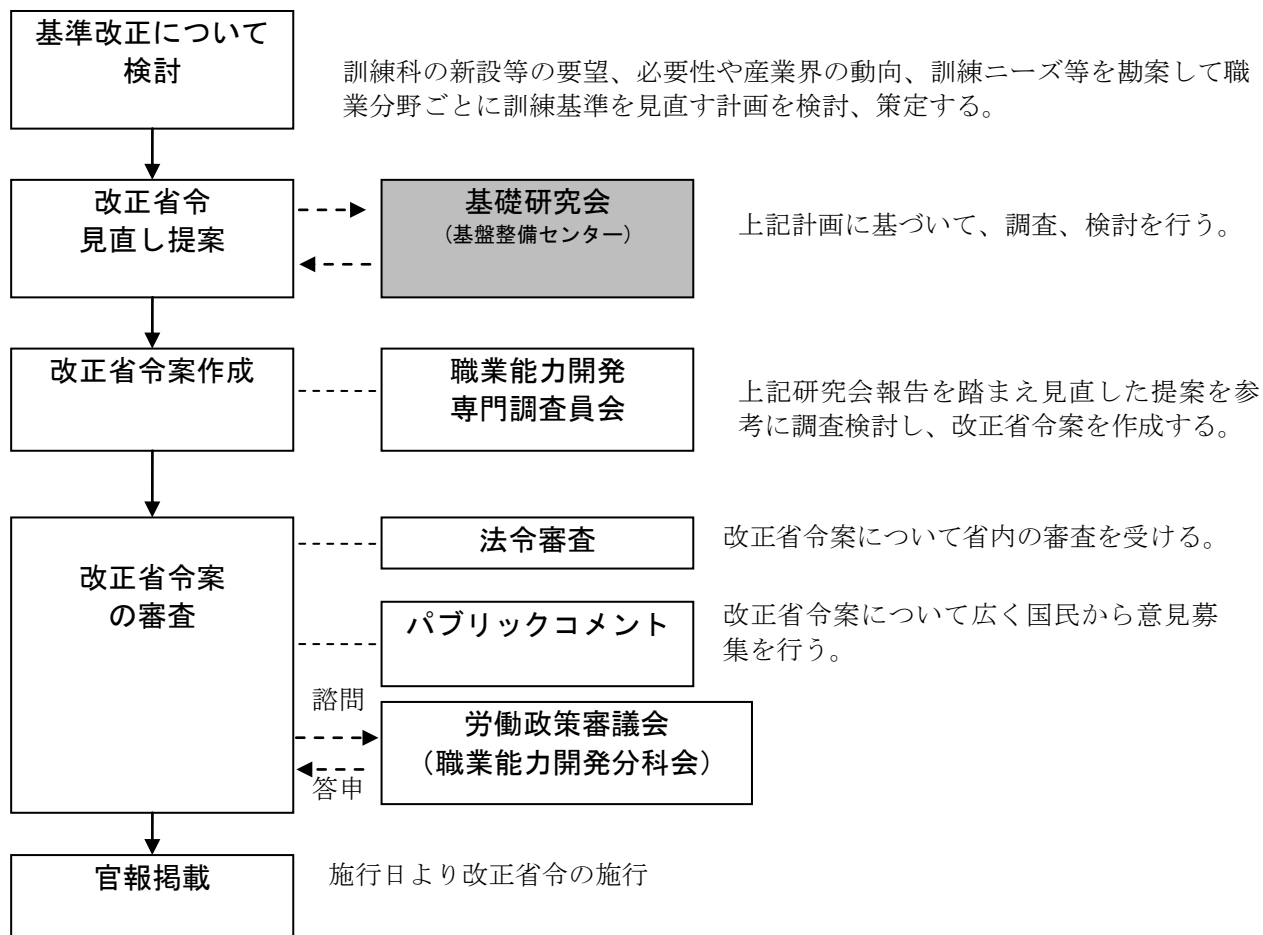 基準改正について
検討
訓練科の新設等の要望、必要性や産業界の動向、訓練ニーズ等を勘案して職
業分野ごとに訓練基準を見直す計画を検討、策定する。
改正省令
見直し提案
基礎研究会
（基盤整備センター）
上記計画に基づいて、調査、検討を行う。
改正省令案作成
職業能力開発
専門調査員会
上記研究会報告を踏まえ見直した提案を参
考に調査検討し、改正省令案を作成する。
改正省令案
の審査
法令審査
改正省令案について省内の審査を受ける。
パブリックコメント
改正省令案について広く国民から意見募
集を行う。
諮問
労働政策審議会
（職業能力開発分科会）
答申
官報掲載
施行日より改正省令の施行